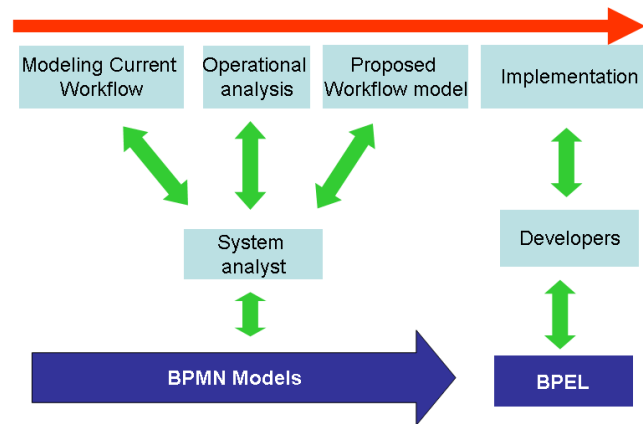 Modeling Current
Workflow
Operational
analysis
Proposed
Workflow model
Implementation
System
analyst
Developers
BPMN Models
BPEL